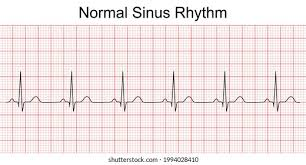 Normal Sinus Rhythm
shutterstock.com · 1994028410